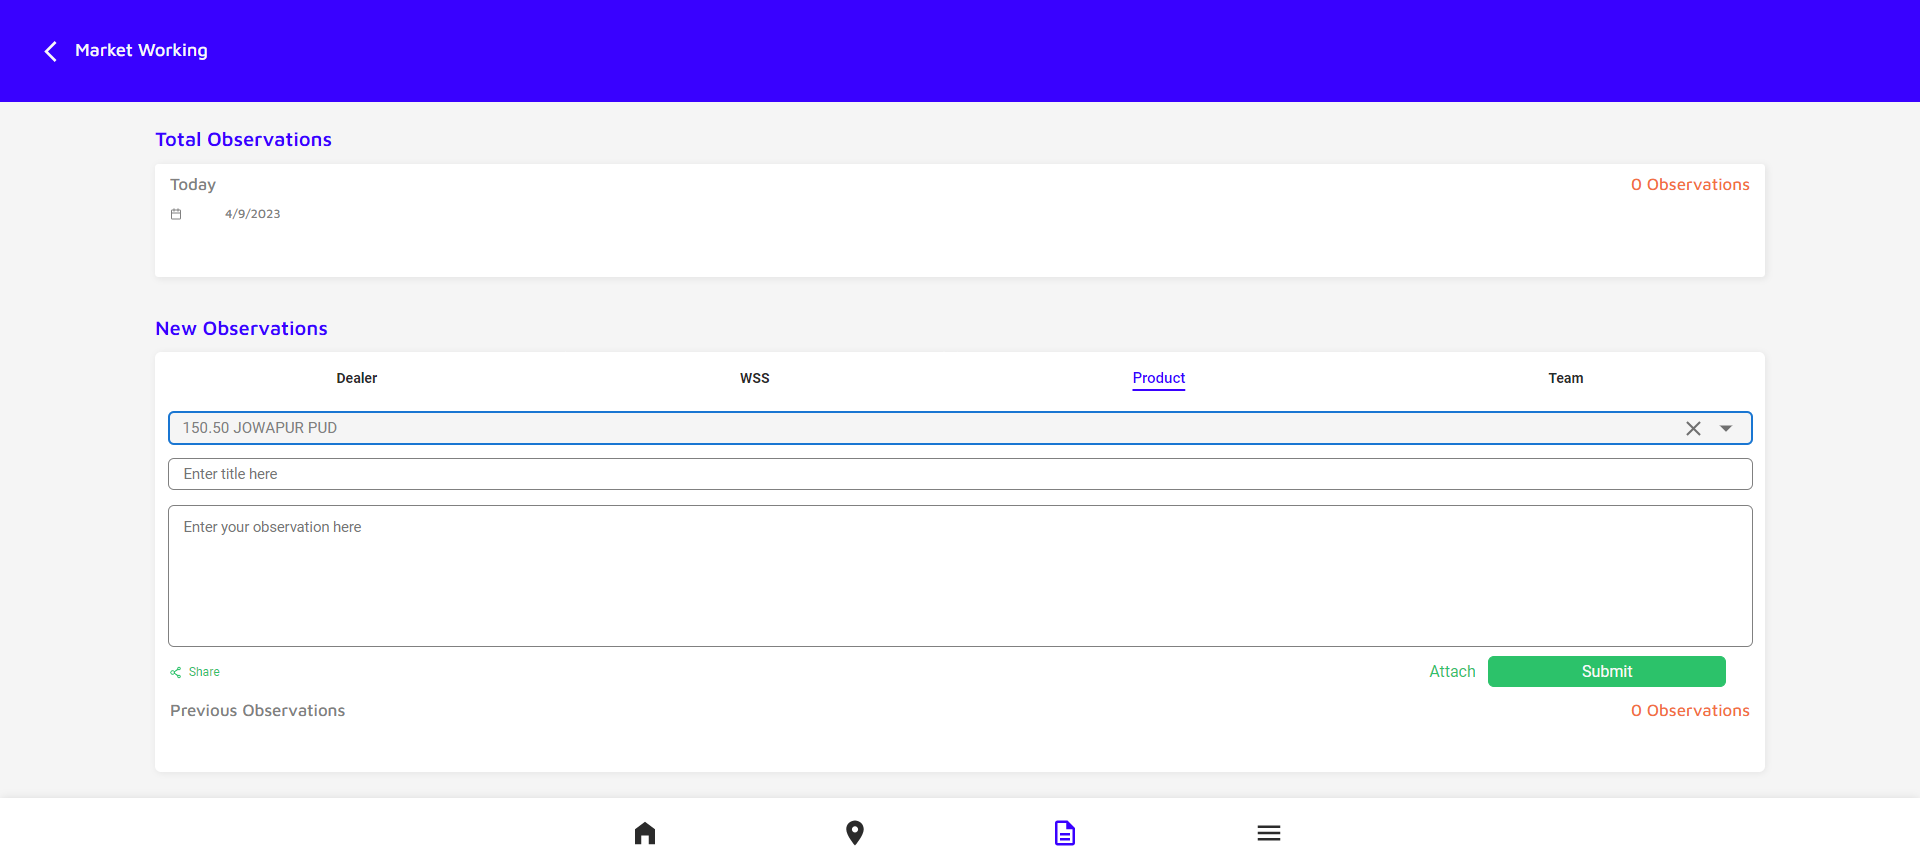 Market Working
Total Observations
Today
0 Observations
4/9/2023
New Observations
Dealer
WSS
Product
Team
150.50 JOWAPUR PUD
Enter title here
Enter your observation here
Share
Attach
Submit
Previous Observations
0 Observations